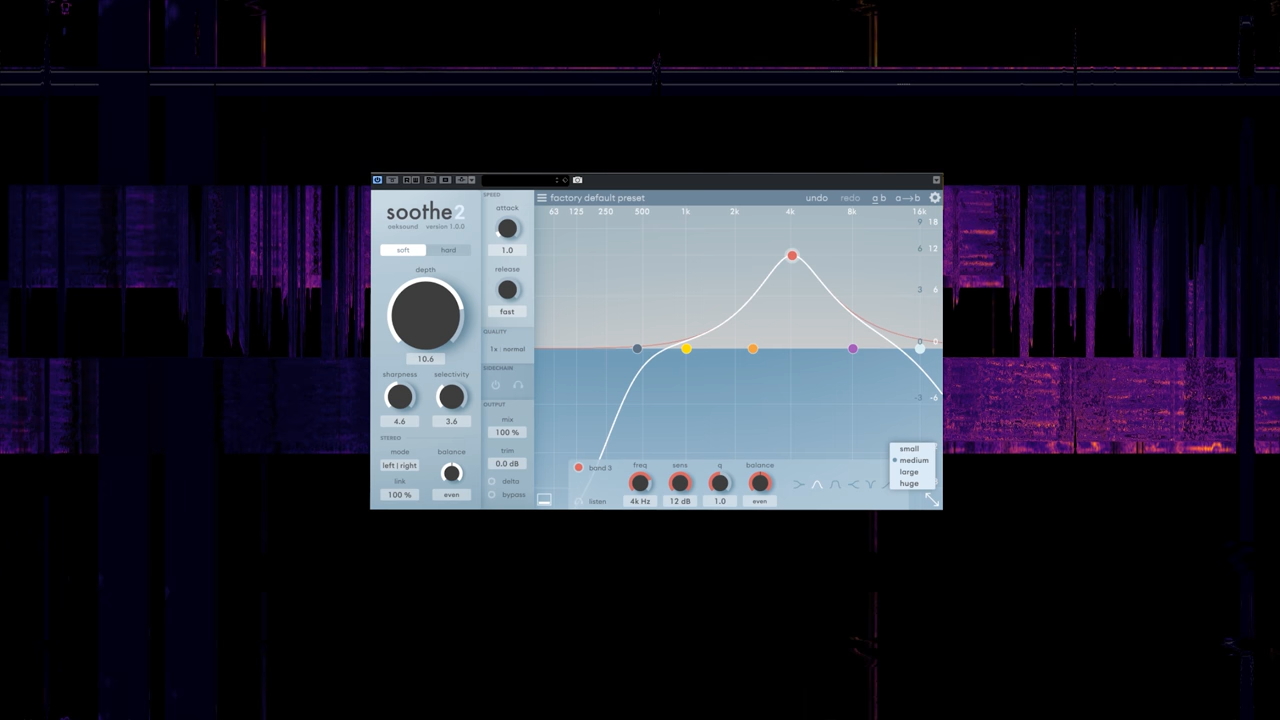 soothe2
oeksound version 1.0.0
soft hard
depth
10.6
sharpness selectivity
4.6 3.6
STEREO
mode balance
left | right
link
100 % even
SPEED
attack
1.0
release
fast
QUALITY
1x : normal
SIDECHAIN
OUTPUT
mix
100 %
trim
0.0 dB
delta
bypass
factory default preset undo redo a b a→b
63 125 250 500 1k 2k 4k 8k 16k
9 18
6 12
3 6
0 0
-3 -6
small
medium
large
huge
band 3 freq sens q balance
listen 4k Hz 12 dB 1.0 even